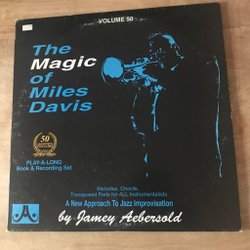 VOLUME 50
The
Magic
of
Miles
Davis
50
PLAY-A-LONG
Book & Recording Set
Melodies, Chords,
Transposed Parts for ALL Instrumentalists
A New Approach To Jazz Improvisation
by Jamey Aebersold